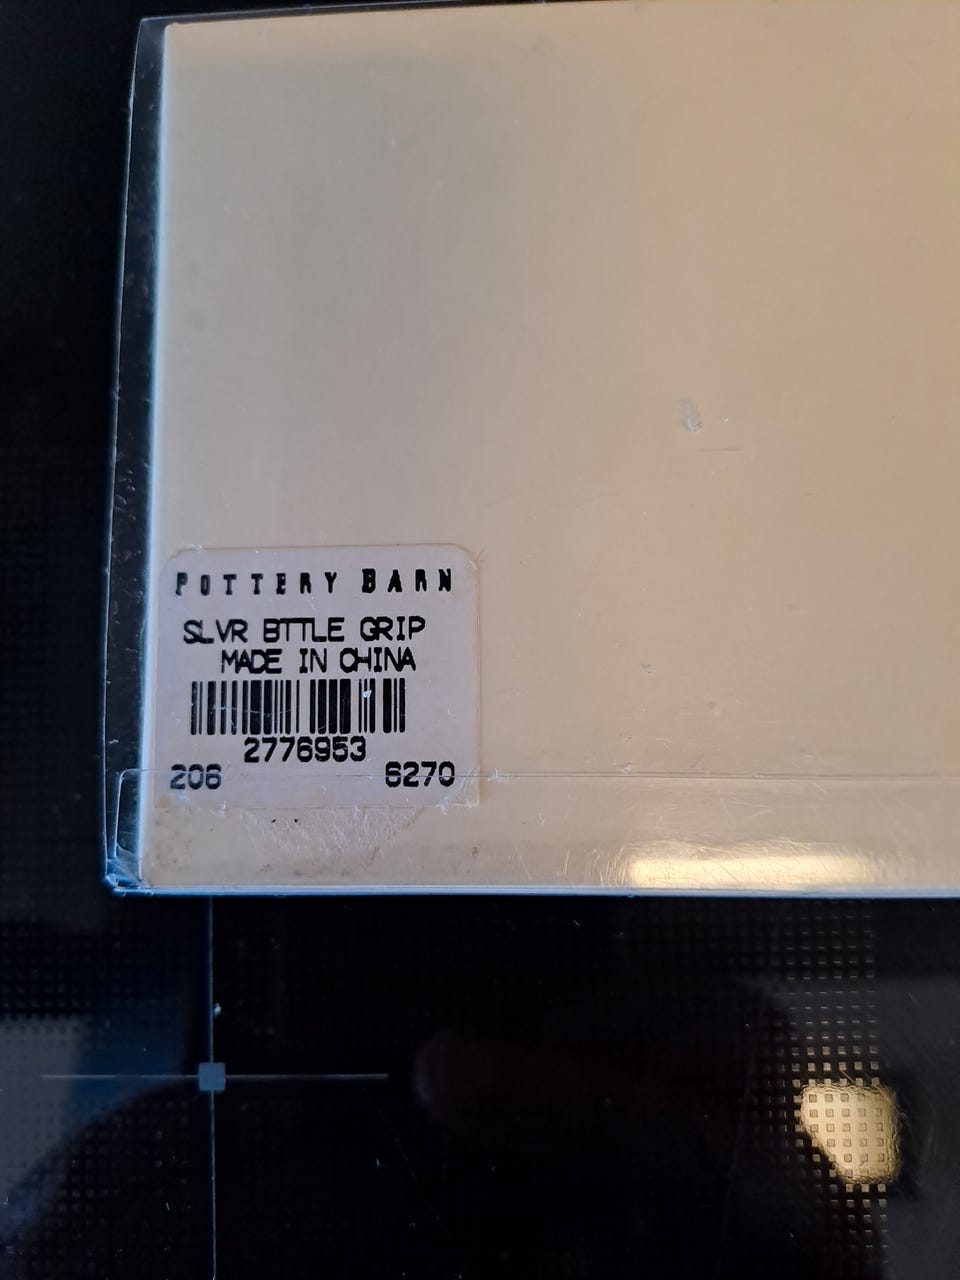 POTTERY BARN
SLVR BTTLE GRIP
MADE IN CHINA
2776953
206 6270